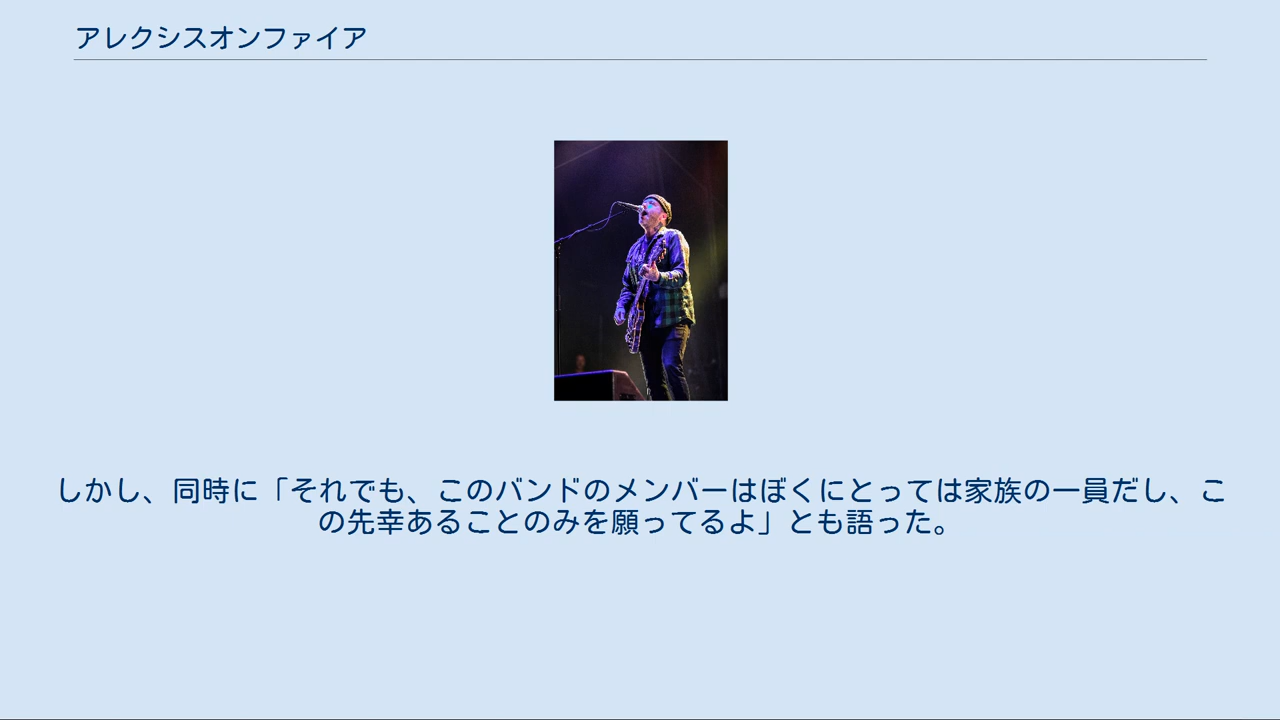 アレクシスオンファイア
しかし、同時に「それでも、このバンドのメンバーはぼくにとっては家族の一員だし、こ
の先幸あることのみを願ってるよ」とも語った。